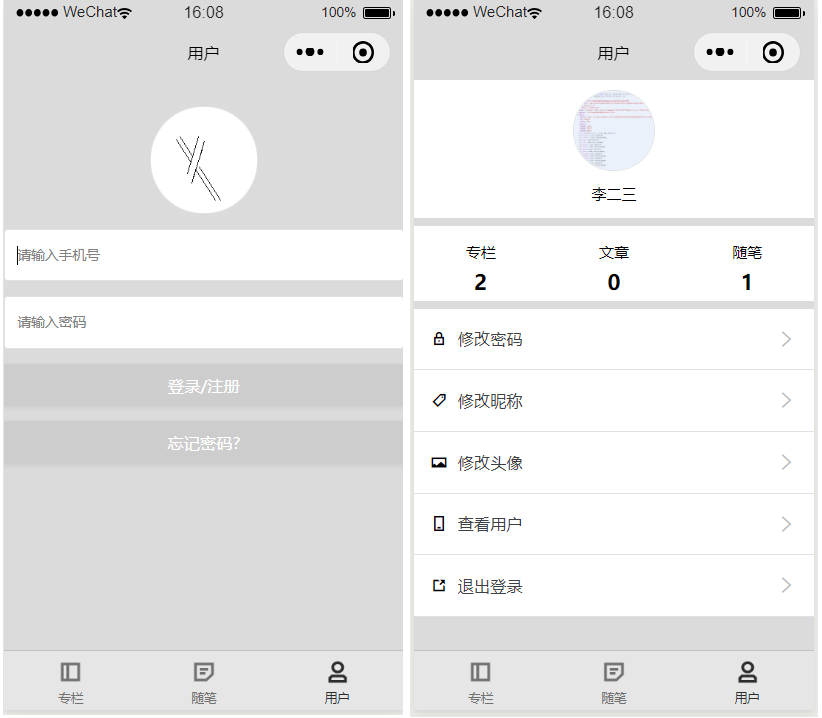 WeChat 16:08 100%
用户
请输入手机号
请输入密码
登录/注册
忘记密码?
专栏 随笔 用户
WeChat 16:08 100%
用户
李二三
专栏 文章 随笔
2 0 1
修改密码
修改昵称
修改头像
查看用户
退出登录
专栏 随笔 用户